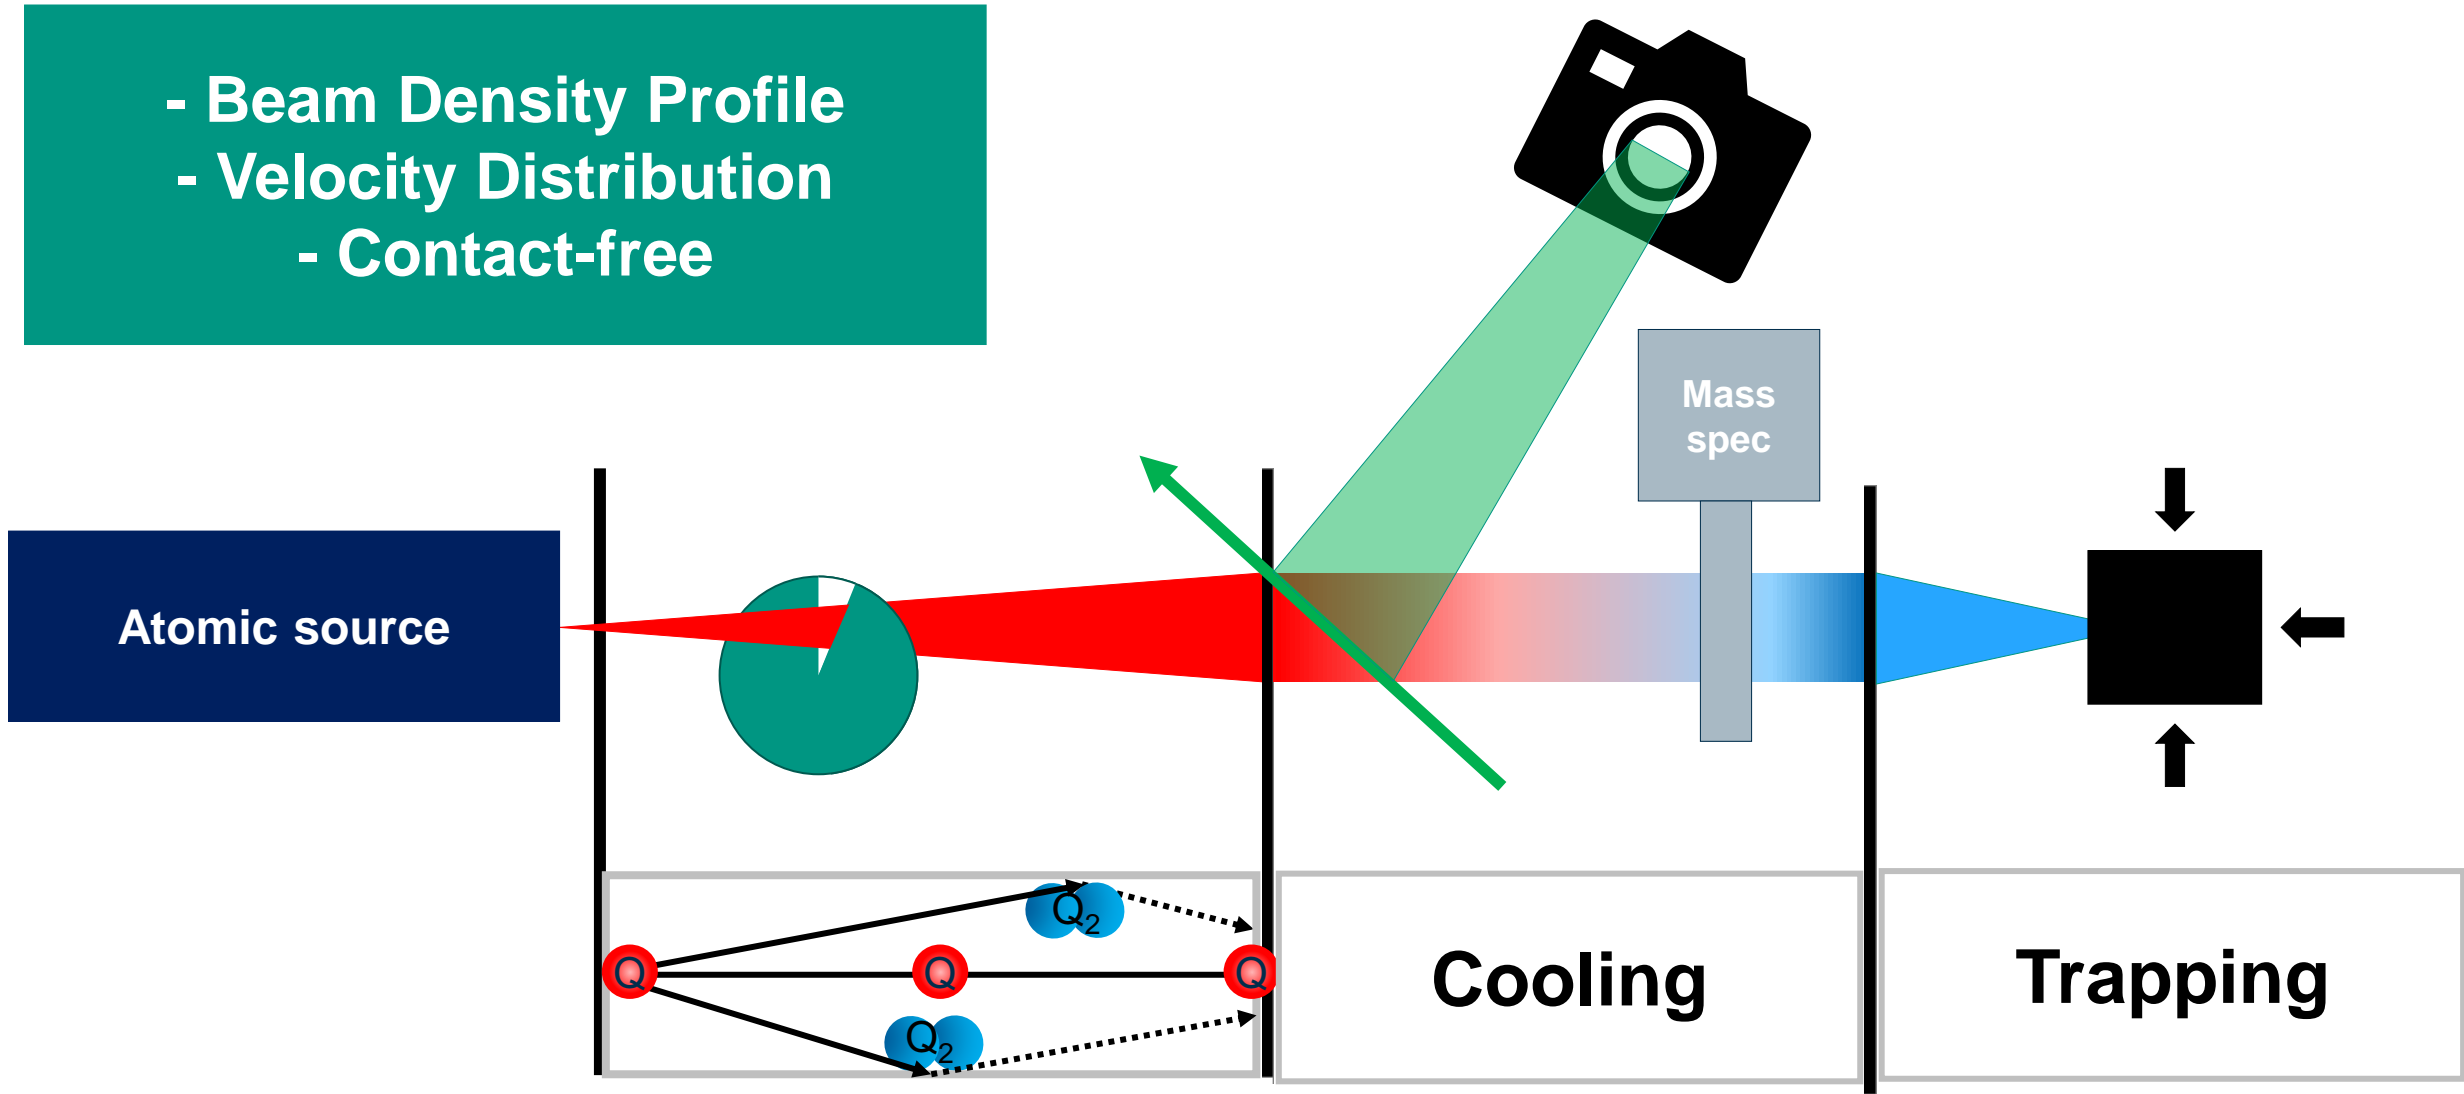 - Beam Density Profile
- Velocity Distribution
- Contact-free
Mass
spec
Atomic source
Q₂
Q
Q
Q
Q₂
Cooling
Trapping